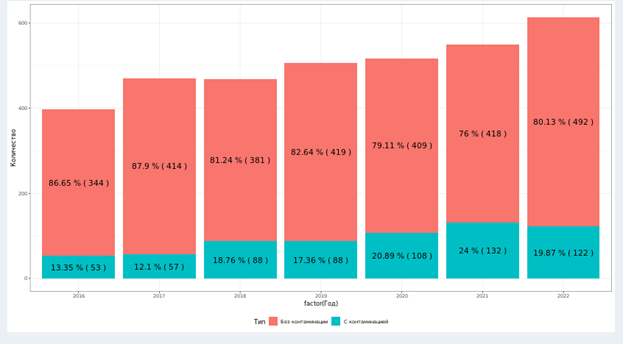 Количество
600
400
200
0
86.65 % ( 344 )
87.9 % ( 414 )
81.24 % ( 381 )
82.64 % ( 419 )
79.11 % ( 409 )
76 % ( 418 )
80.13 % ( 492 )
13.35 % ( 53 )
12.1 % ( 57 )
18.76 % ( 88 )
17.36 % ( 88 )
20.89 % ( 108 )
24 % ( 132 )
19.87 % ( 122 )
2016 2017 2018 2019 2020 2021 2022
factor(Год)
Тип Без контаминации С контаминацией